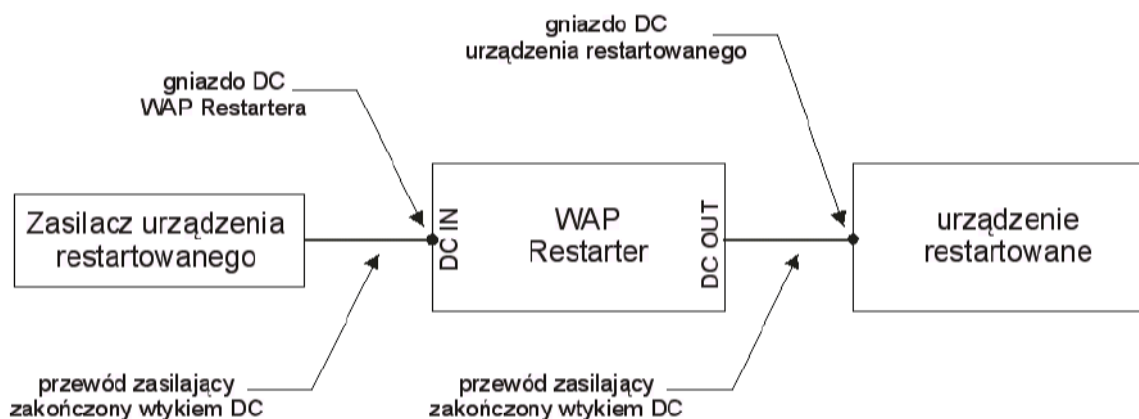 gniazdo DC
urządzenia restartowanego
gniazdo DC
WAP Restartera
Zasilacz urządzenia
restartowanego
DC IN
WAP
Restarter
DC OUT
urządzenie
restartowane
przewód zasilający
zakończony wtykiem DC
przewód zasilający
zakończony wtykiem DC